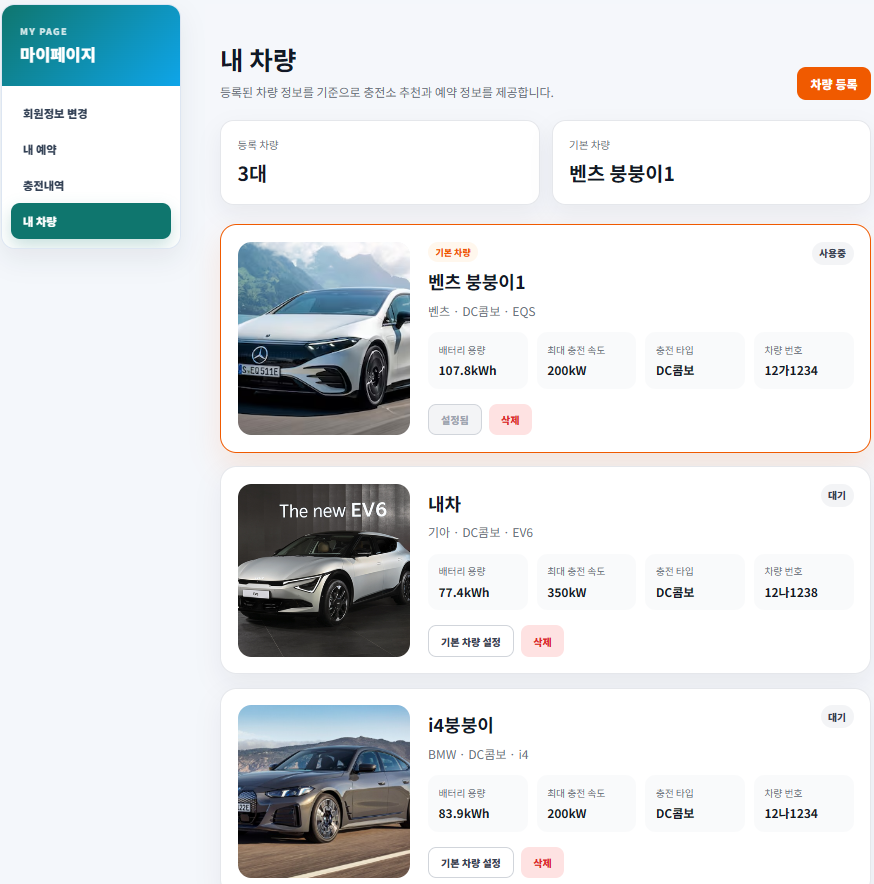 MY PAGE
마이페이지
회원정보 변경
내 예약
충전내역
내 차량
내 차량
등록된 차량 정보를 기준으로 충전소 추천과 예약 정보를 제공합니다.
차량 등록
등록 차량
3대
기본 차량
벤츠 붕붕이1
기본 차량
사용중
벤츠 붕붕이1
벤츠 · DC콤보 · EQS
배터리 용량
107.8kWh
최대 충전 속도
200kW
충전 타입
DC콤보
차량 번호
12가1234
설정됨
삭제
S·EQ511E
The new EV6
대기
내차
기아 · DC콤보 · EV6
배터리 용량
77.4kWh
최대 충전 속도
350kW
충전 타입
DC콤보
차량 번호
12나1238
기본 차량 설정
삭제
대기
i4붕붕이
BMW · DC콤보 · i4
배터리 용량
83.9kWh
최대 충전 속도
200kW
충전 타입
DC콤보
차량 번호
12나1234
기본 차량 설정
삭제